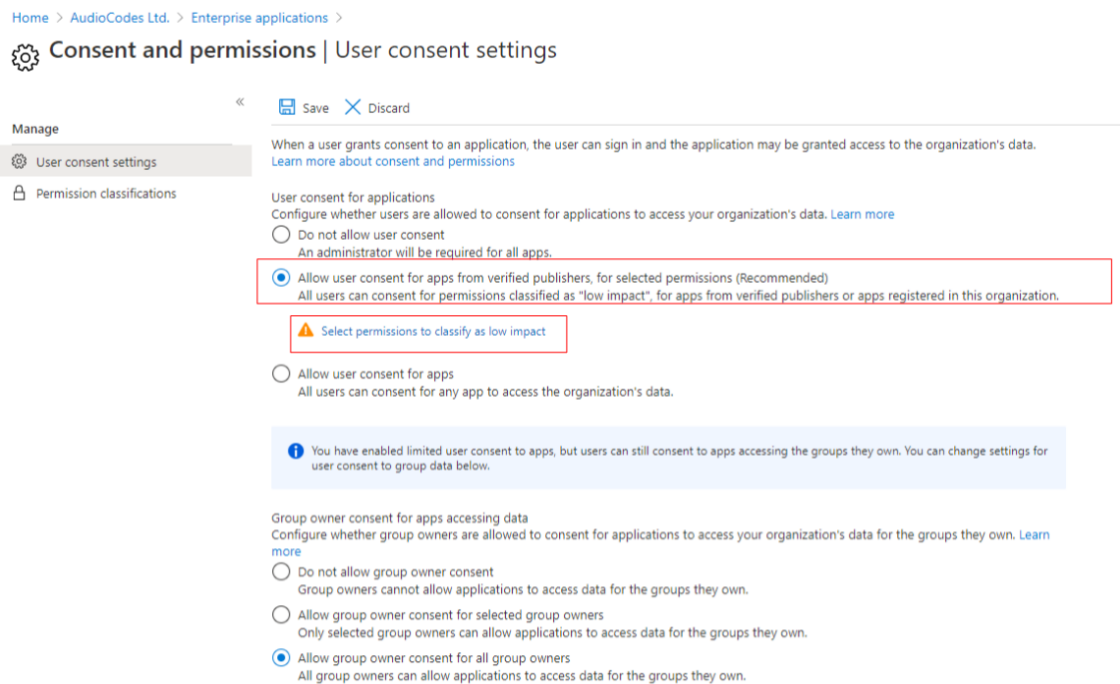 Home > AudioCodes Ltd. > Enterprise applications >
Consent and permissions | User consent settings
«
Save Discard
Manage
User consent settings
Permission classifications
When a user grants consent to an application, the user can sign in and the application may be granted access to the organization's data.
Learn more about consent and permissions
User consent for applications
Configure whether users are allowed to consent for applications to access your organization's data. Learn more
Do not allow user consent
An administrator will be required for all apps.
Allow user consent for apps from verified publishers, for selected permissions (Recommended)
All users can consent for permissions classified as "low impact", for apps from verified publishers or apps registered in this organization.
Select permissions to classify as low impact
Allow user consent for apps
All users can consent for any app to access the organization's data.
You have enabled limited user consent to apps, but users can still consent to apps accessing the groups they own. You can change settings for
user consent to group data below.
Group owner consent for apps accessing data
Configure whether group owners are allowed to consent for applications to access your organization's data for the groups they own. Learn
more
Do not allow group owner consent
Group owners cannot allow applications to access data for the groups they own.
Allow group owner consent for selected group owners
Only selected group owners can allow applications to access data for the groups they own.
Allow group owner consent for all group owners
All group owners can allow applications to access data for the groups they own.